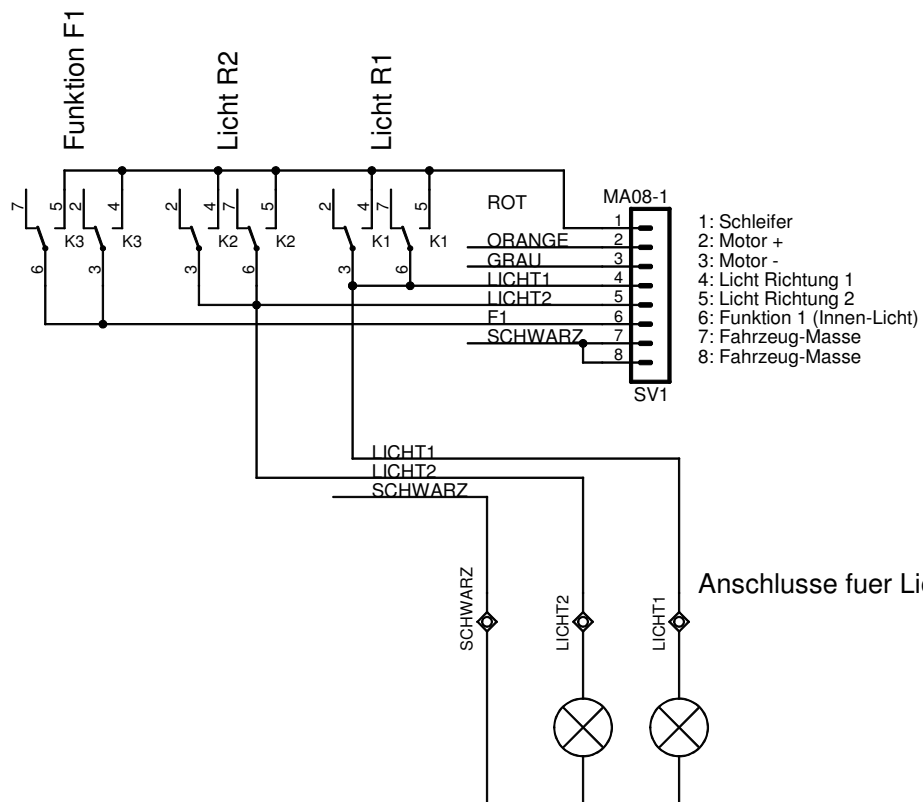 Funktion F1
Licht R2
Licht R1
7
5
2
4
2
4
7
5
2
4
7
5
K3
K3
K2
K2
K1
K1
6
3
3
6
3
6
ROT
ORANGE
GRAU
LICHT1
LICHT2
F1
SCHWARZ
MA08-1
1
2
3
4
5
6
7
8
SV1
1: Schleifer
2: Motor +
3: Motor -
4: Licht Richtung 1
5: Licht Richtung 2
6: Funktion 1 (Innen-Licht)
7: Fahrzeug-Masse
8: Fahrzeug-Masse
LICHT1
LICHT2
SCHWARZ
SCHWARZ
LICHT2
LICHT1
Anschlusse fuer